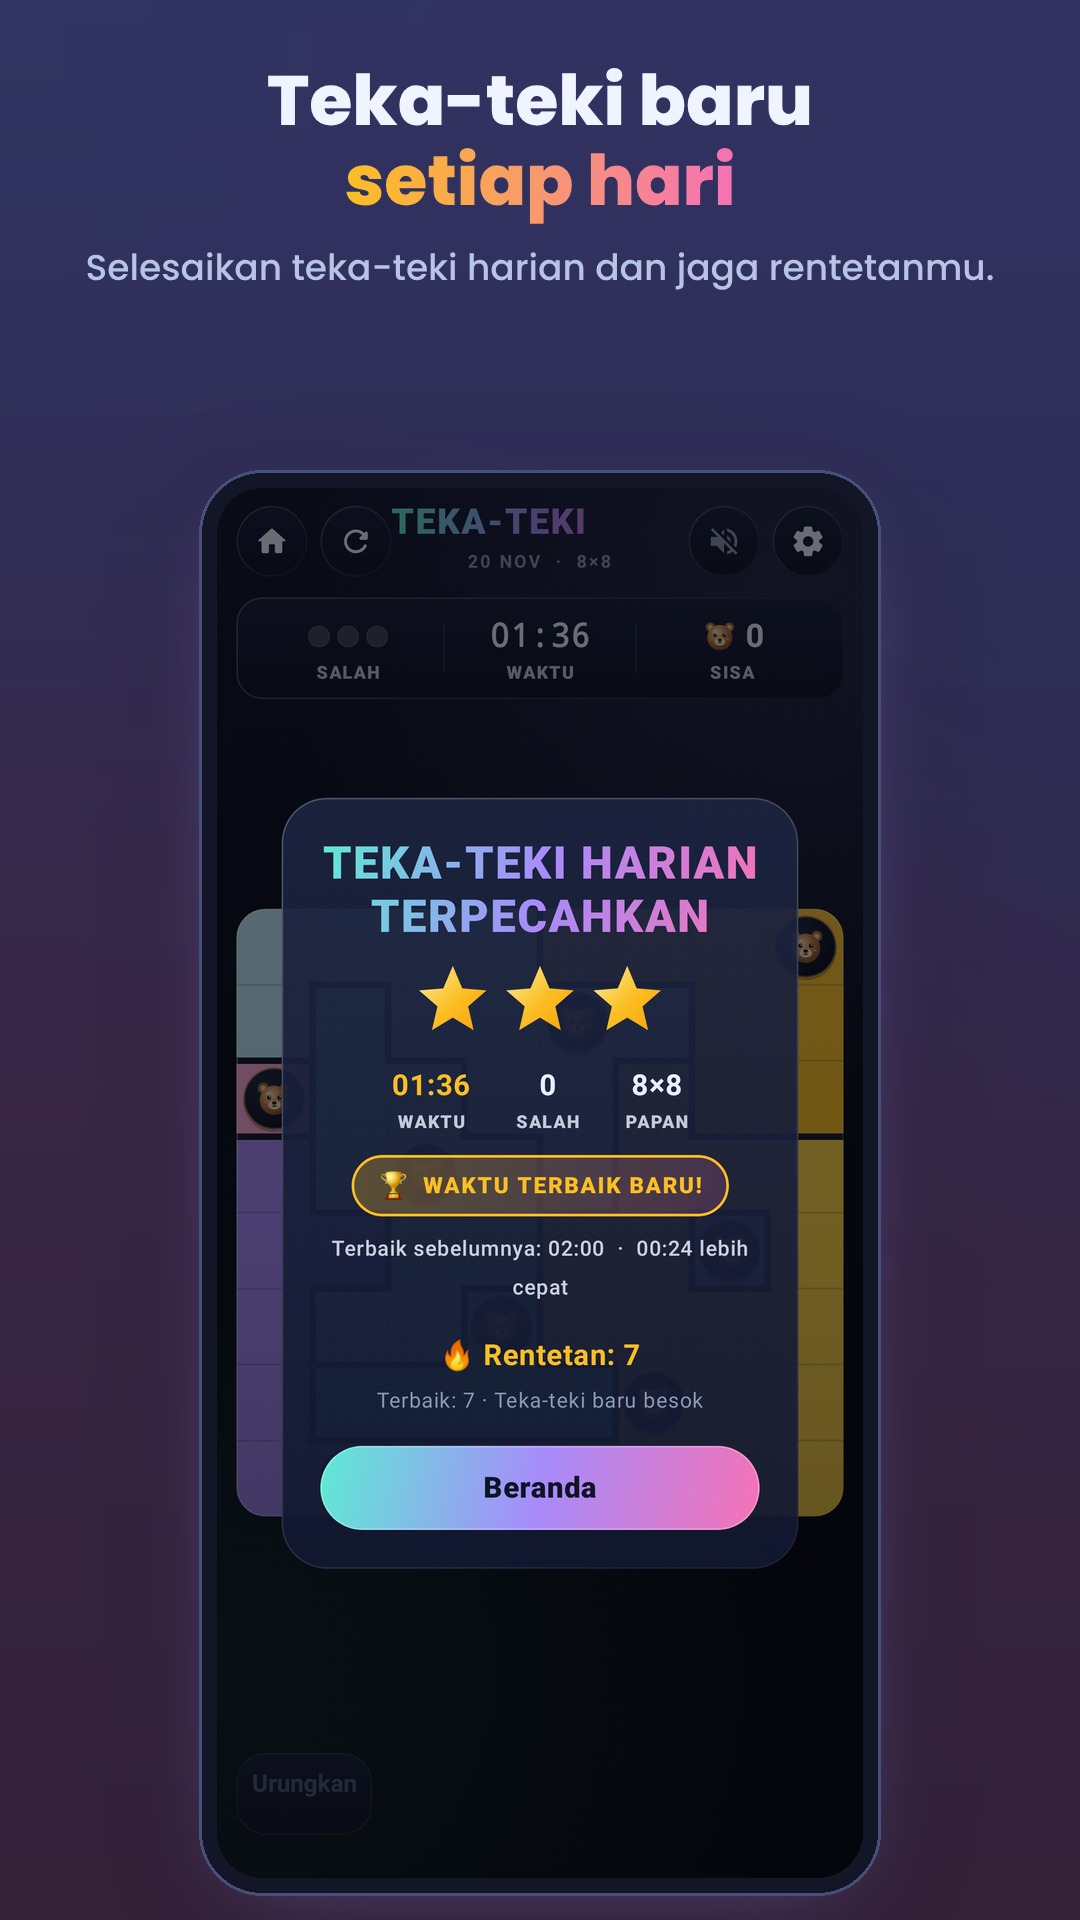 Teka-teki baru
setiap hari
Selesaikan teka-teki harian dan jaga rentetanmu.
TEKA-TEKI
20 NOV · 8×8
01:36
0
SALAH
WAKTU
SISA
TEKA-TEKI HARIAN
TERPECAHKAN
01:36
0
8×8
WAKTU
SALAH
PAPAN
WAKTU TERBAIK BARU!
Terbaik sebelumnya: 02:00 · 00:24 lebih
cepat
Rentetan: 7
Terbaik: 7 · Teka-teki baru besok
Beranda
Urungkan